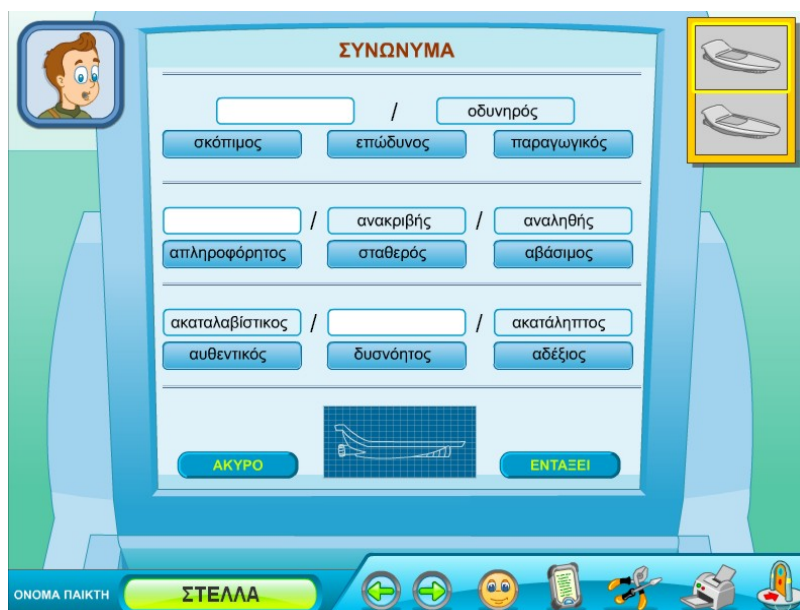 ΣΥΝΩΝΥΜΑ
/ οδυνηρός
σκόπιμος επώδυνος παραγωγικός
/ ανακριβής / αναληθής
απληροφόρητος σταθερός αβάσιμος
ακαταλαβίστικος / / ακατάληπτος
αυθεντικός δυσνόητος αδέξιος
ΑΚΥΡΟ ΕΝΤΑΞΕΙ
ΟΝΟΜΑ ΠΑΙΚΤΗ ΣΤΕΛΛΑ